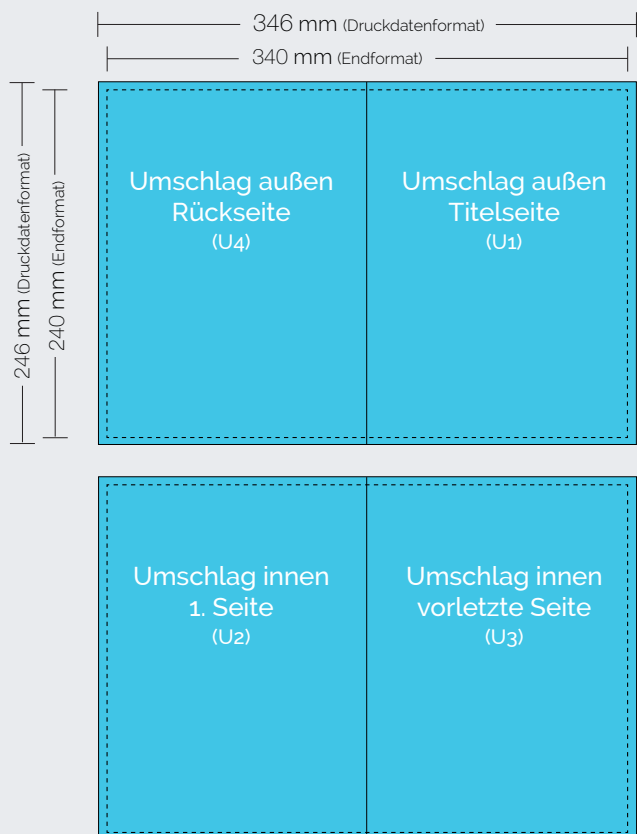 346 mm (Druckdatenformat)
340 mm (Endformat)
246 mm (Druckdatenformat)
240 mm (Endformat)
Umschlag außen
Rückseite
(U4)
Umschlag außen
Titelseite
(U1)
Umschlag innen
1. Seite
(U2)
Umschlag innen
vorletzte Seite
(U3)